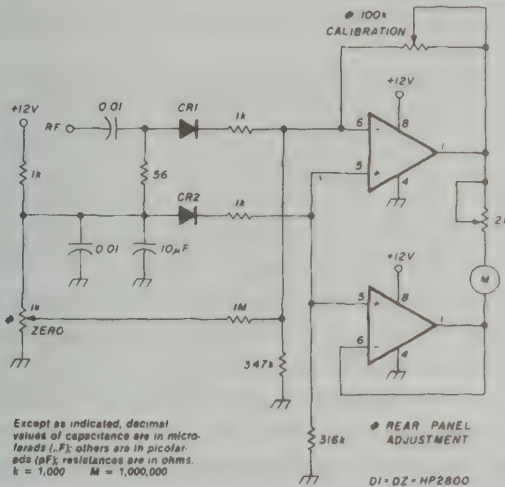 100k
CALIBRATION
+12V
0.01
CR1
1k
+12V
RF
6
-
8
1
5
+
4
1k
56
CR2
1k
0.01
10µF
+12V
M
5
+
8
1
6
-
4
1k
1M
ZERO
347k
316k
REAR PANEL
ADJUSTMENT
Except as indicated, decimal
values of capacitance are in micro-
farads (µF); others are in picofar-
ads (pF); resistances are in ohms.
k = 1,000 M = 1,000,000
D1 = DZ = HP2800